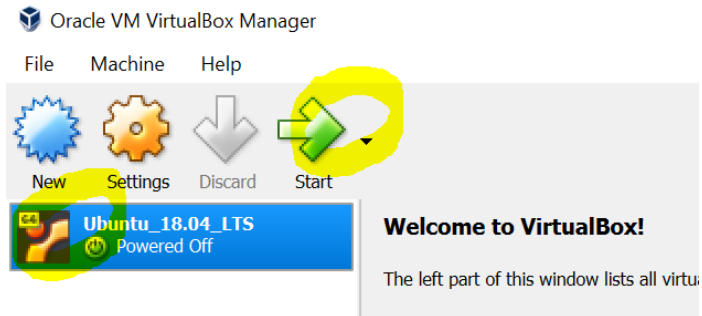 Oracle VM VirtualBox Manager
File Machine Help
New Settings Discard Start
64
Ubuntu_18.04_LTS
Powered Off
Welcome to VirtualBox!
The left part of this window lists all